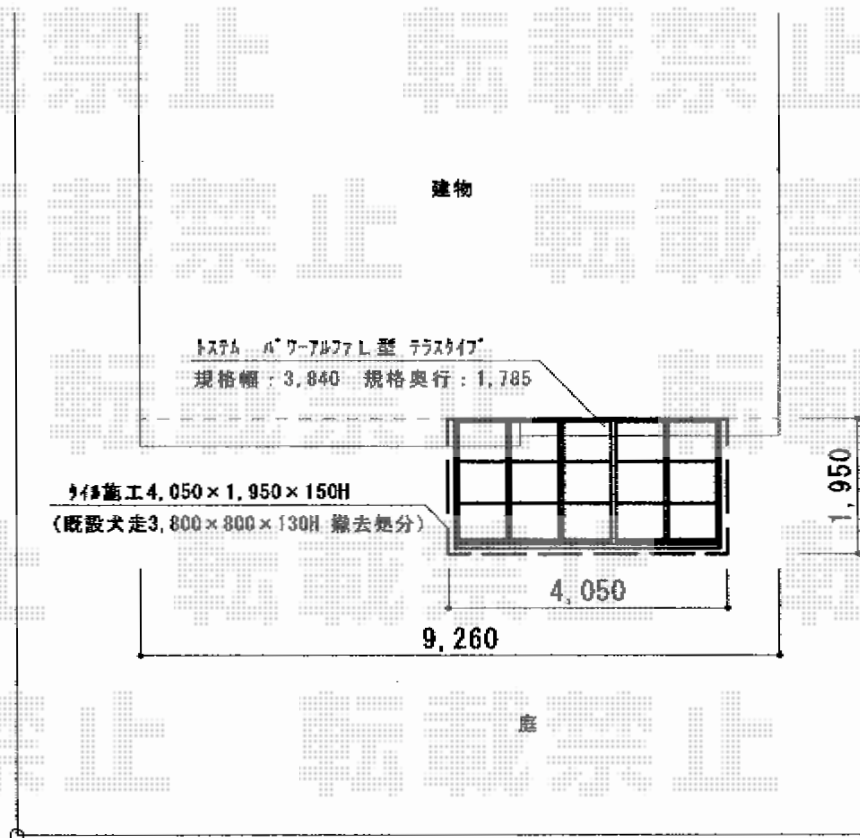 建物
トステム パワーアルファL型 テラスタイプ
規格幅：3,840 規格奥行：1,785
タイル施工4,050×1,950×150H
(既設犬走3,800×800×130H 撤去処分)
1,950
4,050
9,260
庭
転載禁止